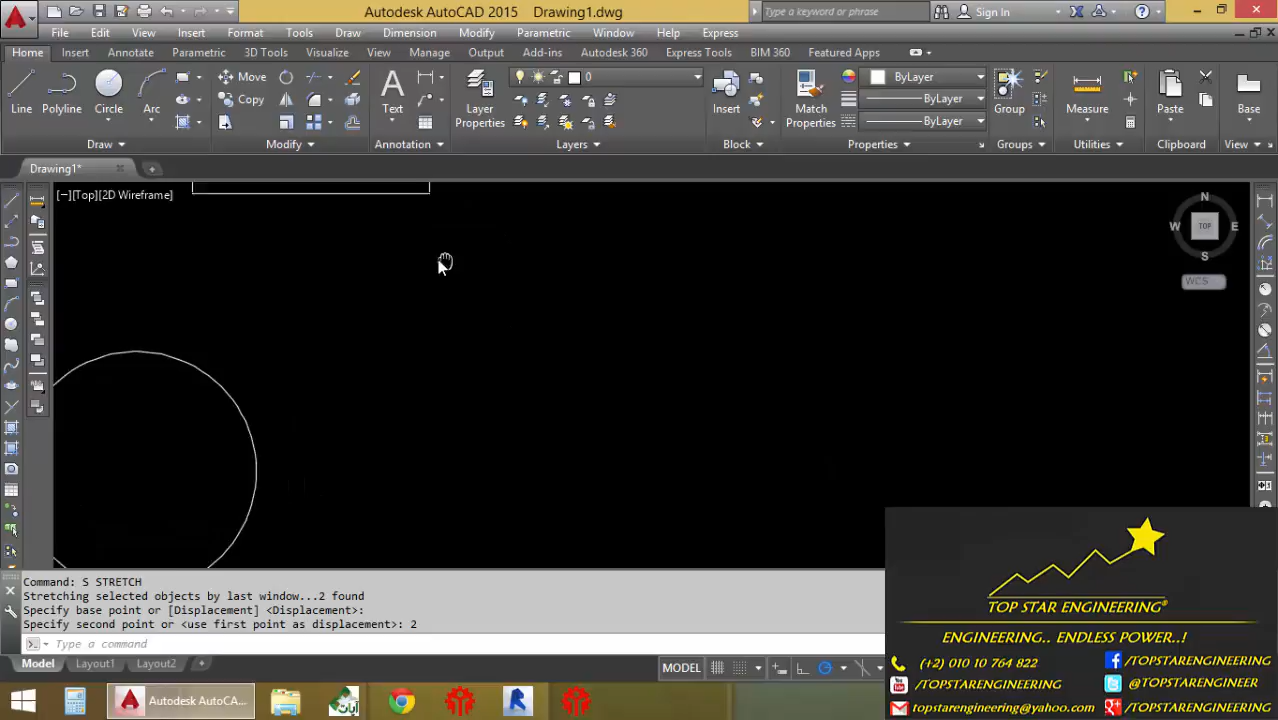 Autodesk AutoCAD 2015 Drawing1.dwg
Type a keyword or phrase
Sign In
File Edit View Insert Format Tools Draw Dimension Modify Parametric Window Help Express
Home Insert Annotate Parametric 3D Tools Visualize View Manage Output Add-ins Autodesk 360 Express Tools BIM 360 Featured Apps
Move
0
ByLayer
Copy
ByLayer
Line Polyline Circle Arc Text Layer Properties Insert Match Properties ByLayer Group Measure Paste Base
Draw Modify Annotation Layers Block Properties Groups Utilities Clipboard View
Drawing1*
[−][Top][2D Wireframe]
N
W TOP E
S
WCS
Command: S STRETCH
Stretching selected objects by last window...2 found
Specify base point or [Displacement] <Displacement>:
Specify second point or <use first point as displacement>: 2
Type a command
Model Layout1 Layout2 +
MODEL
Autodesk AutoCA...
TOP STAR ENGINEERING®
ENGINEERING.. ENDLESS POWER..!
(+2) 010 10 764 822
/TOPSTARENGINEERING
/TOPSTARENGINEERING
@TOPSTARENGINEER
topstarengineering@yahoo.com
/TOPSTARENGINEERING